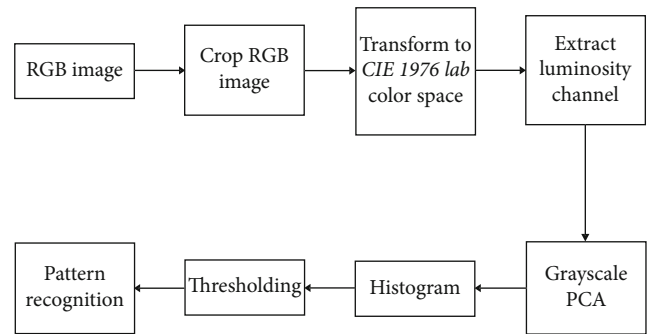 RGB image
Crop RGB
image
Transform to
CIE 1976 lab
color space
Extract
luminosity
channel
Grayscale
PCA
Histogram
Thresholding
Pattern
recognition